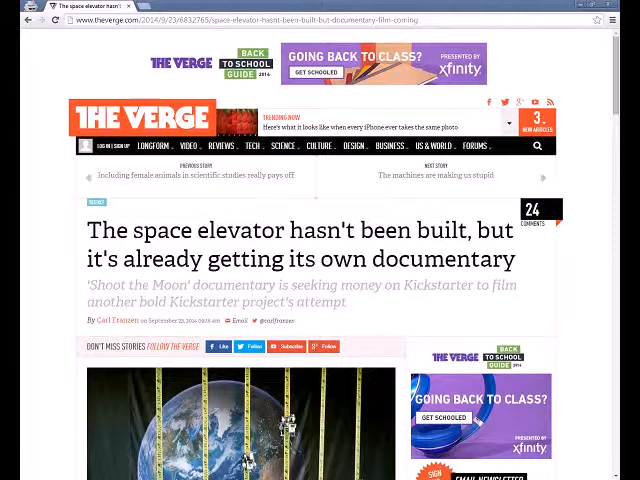 The space elevator hasn't
www.theverge.com/2014/9/23/6832765/space-elevator-hasnt-been-built-but-documentary-film-coming
THE VERGE BACK TO SCHOOL GUIDE 2014
GOING BACK TO CLASS?
GET SCHOOLED
PRESENTED BY
xfinity
THE VERGE
TRENDING NOW
Here's what it looks like when every iPhone ever takes the same photo
3
NEW ARTICLES
LOG IN | SIGN UP LONGFORM VIDEO REVIEWS TECH SCIENCE CULTURE DESIGN BUSINESS US & WORLD FORUMS
PREVIOUS STORY
Including female animals in scientific studies really pays off
NEXT STORY
The machines are making us stupid
SCIENCE
24
COMMENTS
The space elevator hasn't been built, but
it's already getting its own documentary
'Shoot the Moon' documentary is seeking money on Kickstarter to film
another bold Kickstarter project's attempt
By Carl Franzen on September 23, 2014 09:15 am Email @carlfranzen
DON'T MISS STORIES FOLLOW THE VERGE Like Follow Subscribe Follow
THE VERGE BACK TO SCHOOL GUIDE 2014
GOING BACK TO CLASS?
GET SCHOOLED
PRESENTED BY
xfinity
SIGN
EMAIL NEWSLETTER